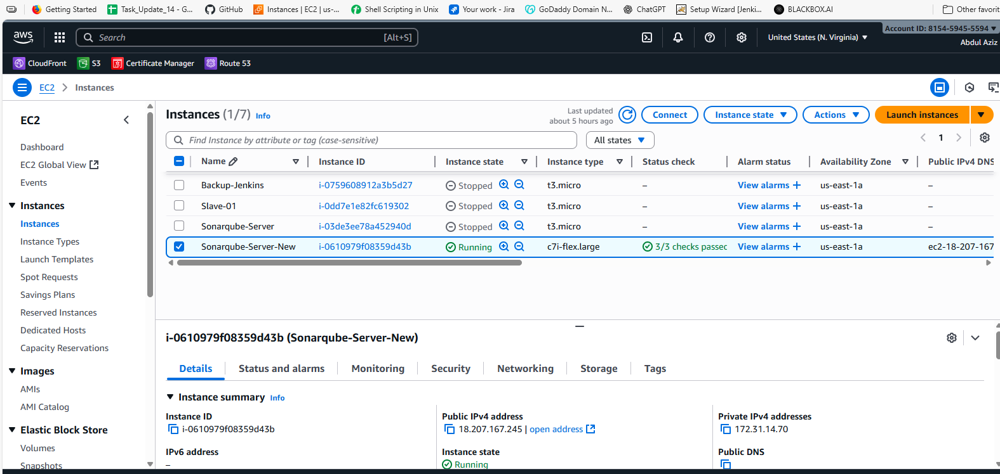 Getting Started
Task_Update_14 - G...
GitHub
Instances | EC2 | us-...
Shell Scripting in Unix
Your work - Jira
GoDaddy Domain N...
ChatGPT
Setup Wizard [Jenki...
BLACKBOX.AI
Other favorit
aws
Search
[Alt+S]
United States (N. Virginia)
Account ID: 8154-5945-5594
Abdul Aziz
CloudFront
S3
Certificate Manager
Route 53
EC2
Instances
EC2
Dashboard
EC2 Global View
Events
Instances
Instances
Instance Types
Launch Templates
Spot Requests
Savings Plans
Reserved Instances
Dedicated Hosts
Capacity Reservations
Images
AMIs
AMI Catalog
Elastic Block Store
Volumes
Snapshots
Instances (1/7) Info
Last updated
about 5 hours ago
Connect
Instance state
Actions
Launch instances
Find Instance by attribute or tag (case-sensitive)
All states
1
Name Instance ID Instance state Instance type Status check Alarm status Availability Zone Public IPv4 DNS
Backup-Jenkins i-0759608912a3b5d27 Stopped t3.micro – View alarms + us-east-1a –
Slave-01 i-0dd7e1e82fc619302 Stopped t3.micro – View alarms + us-east-1a –
Sonarqube-Server i-03de3ee78a452940d Stopped t3.micro – View alarms + us-east-1a –
Sonarqube-Server-New i-0610979f08359d43b Running c7i-flex.large 3/3 checks passec View alarms + us-east-1a ec2-18-207-167
i-0610979f08359d43b (Sonarqube-Server-New)
Details
Status and alarms
Monitoring
Security
Networking
Storage
Tags
Instance summary Info
Instance ID
i-0610979f08359d43b
Public IPv4 address
18.207.167.245 | open address
Private IPv4 addresses
172.31.14.70
IPv6 address
–
Instance state
Running
Public DNS